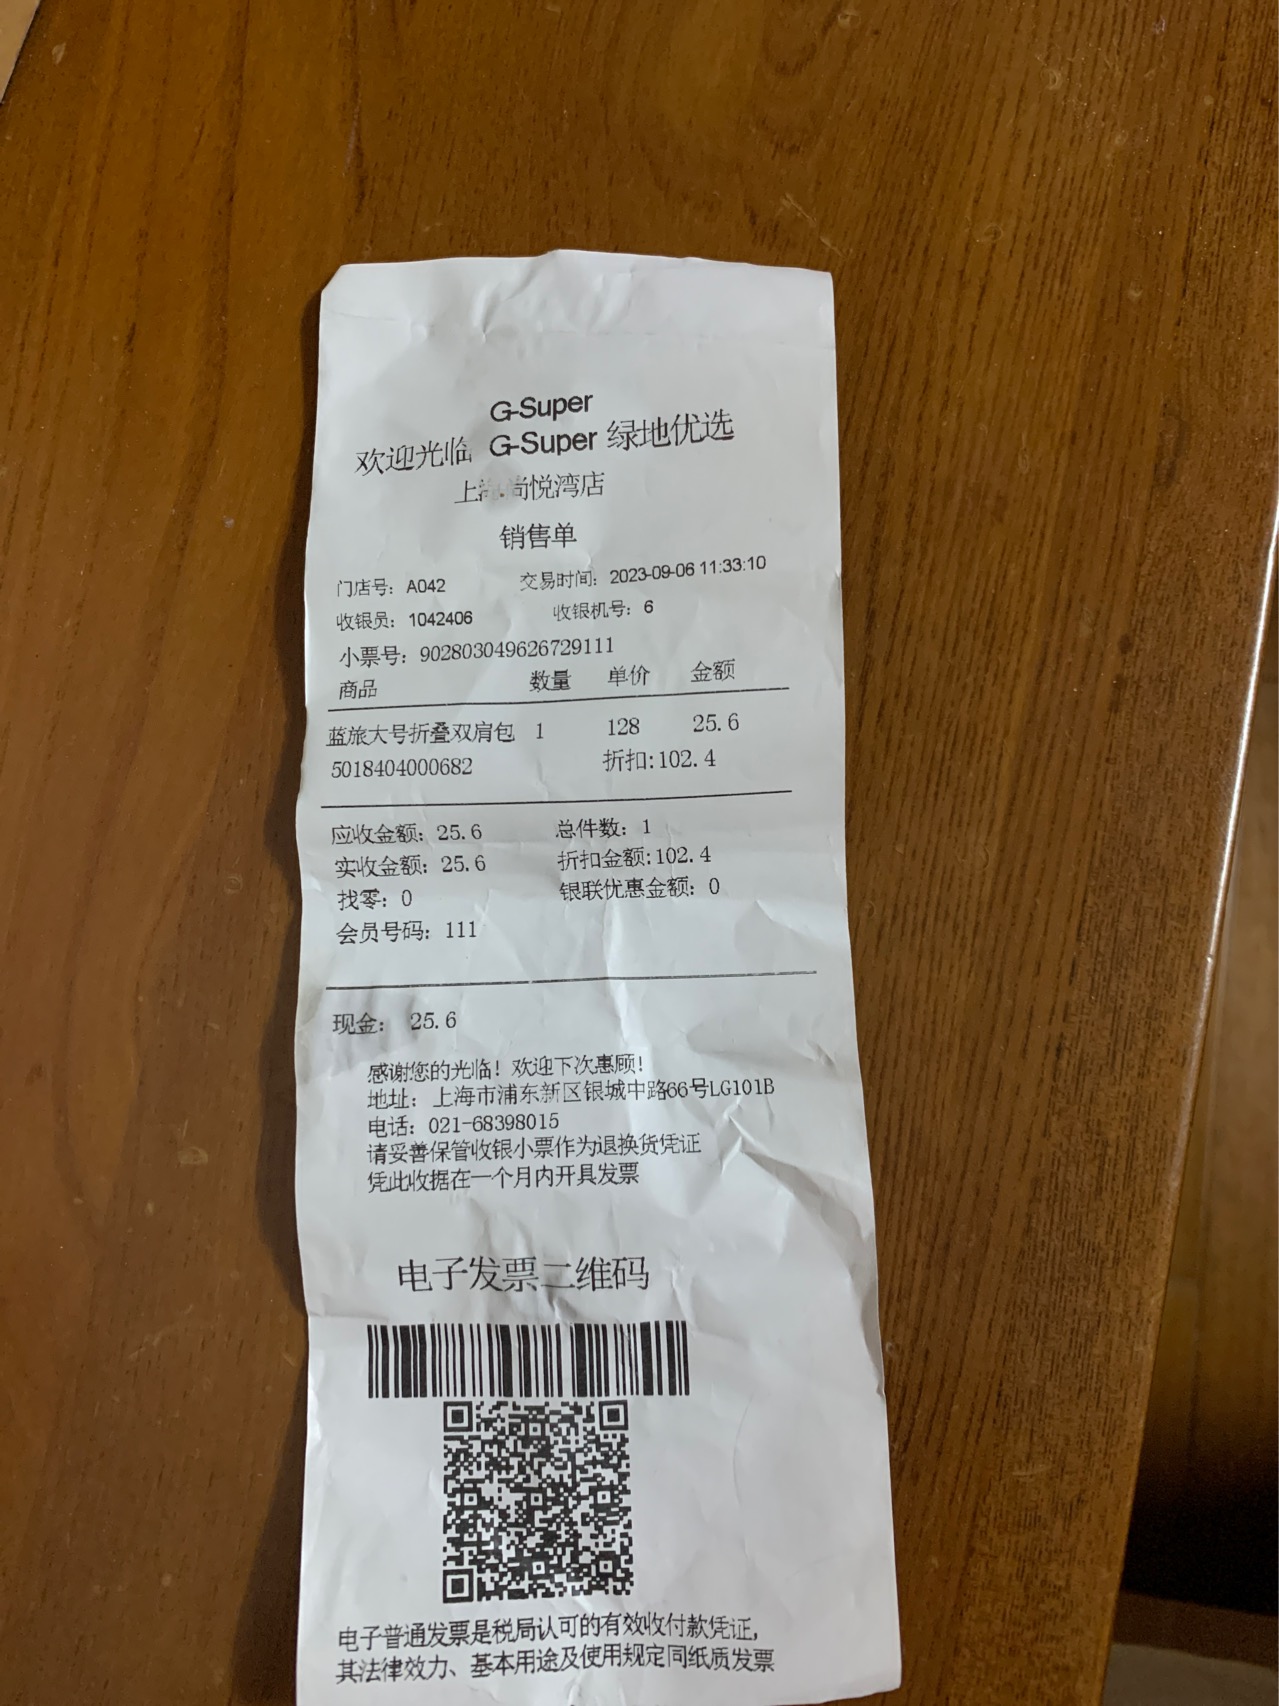 G-Super
欢迎光临 G-Super 绿地优选
上海尚悦湾店
销售单
门店号：A042 交易时间：2023-09-06 11:33:10
收银员：1042406 收银机号：6
小票号：902803049626729111
商品 数量 单价 金额
蓝旅大号折叠双肩包 1 128 25.6
5018404000682 折扣:102.4
应收金额：25.6 总件数：1
实收金额：25.6 折扣金额:102.4
找零：0 银联优惠金额：0
会员号码：111
现金：25.6
感谢您的光临！欢迎下次惠顾！
地址：上海市浦东新区银城中路66号LG101B
电话：021-68398015
请妥善保管收银小票作为退换货凭证
凭此收据在一个月内开具发票
电子发票二维码
电子普通发票是税局认可的有效收付款凭证，
其法律效力、基本用途及使用规定同纸质发票